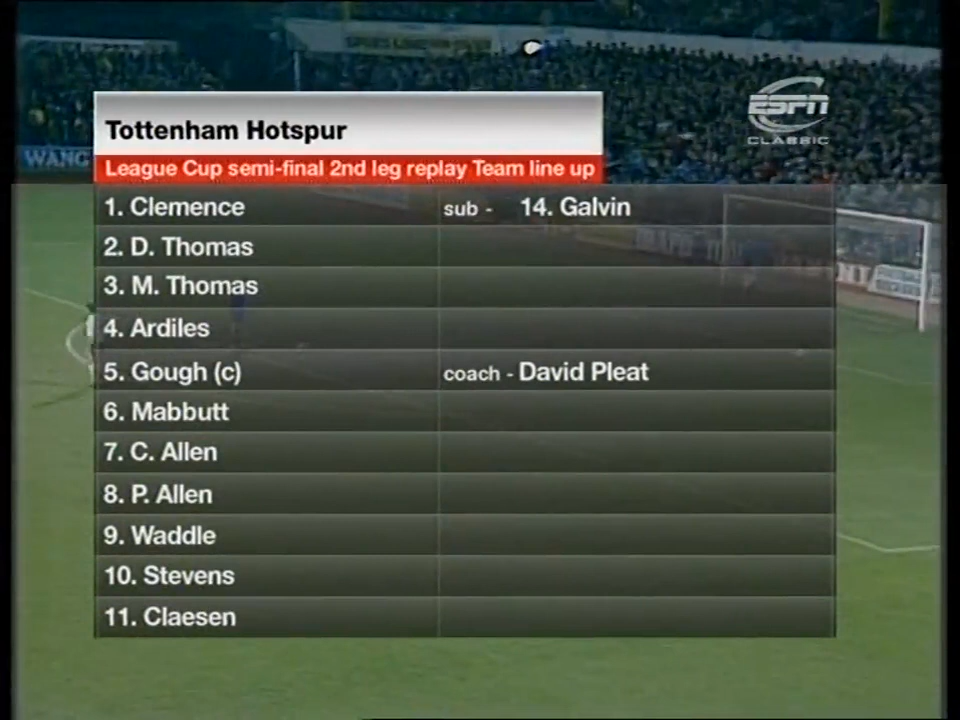 ESPN
CLASSIC
Tottenham Hotspur
League Cup semi-final 2nd leg replay Team line up
WANG
1. Clemence sub - 14. Galvin
2. D. Thomas
3. M. Thomas
4. Ardiles
5. Gough (c) coach - David Pleat
6. Mabbutt
7. C. Allen
8. P. Allen
9. Waddle
10. Stevens
11. Claesen